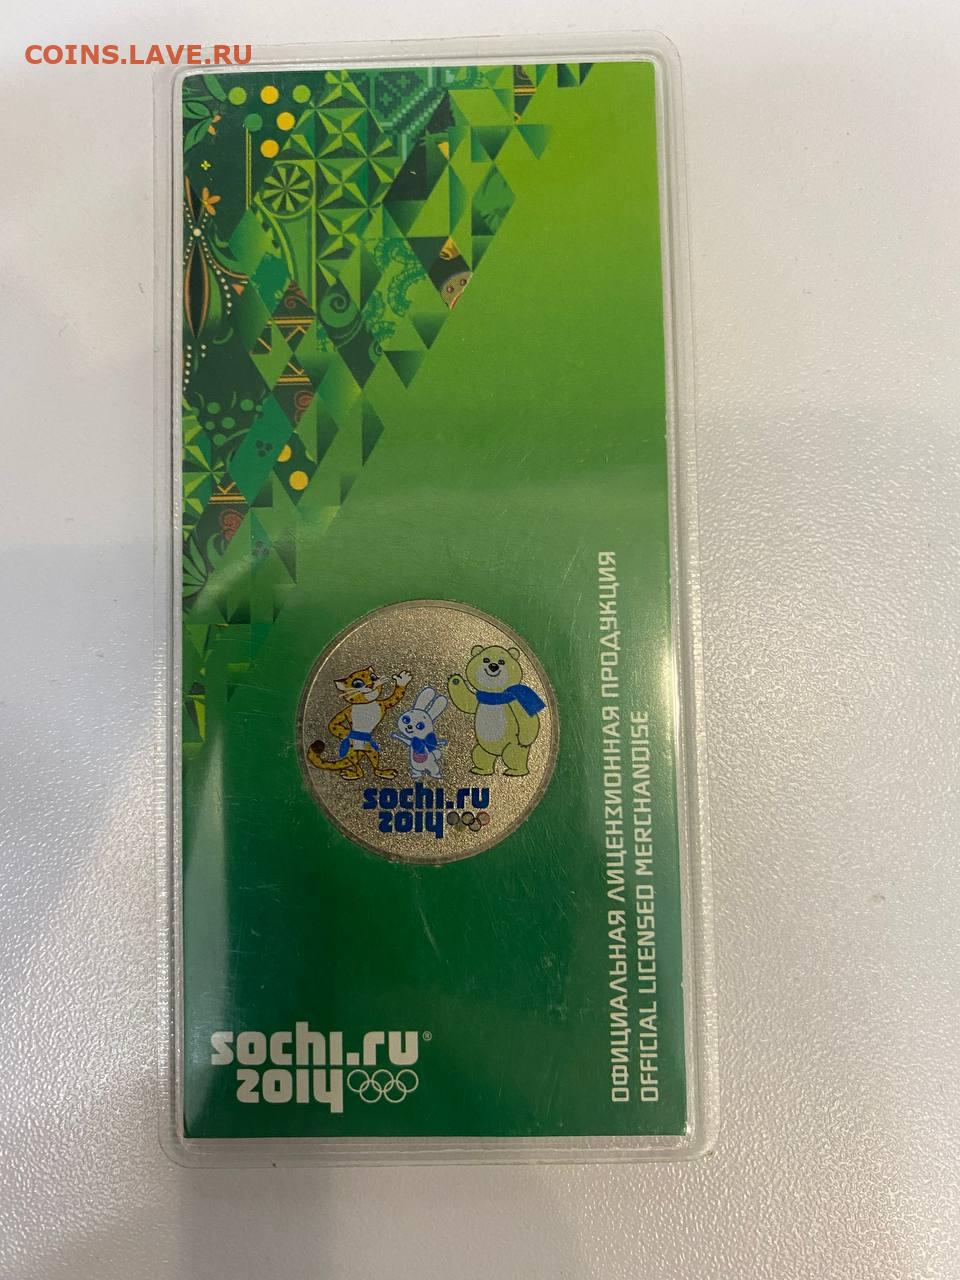 COINS.LAVE.RU
sochi.ru
2014
sochi.ru®
2014
ОФИЦИАЛЬНАЯ ЛИЦЕНЗИОННАЯ ПРОДУКЦИЯ
OFFICIAL LICENSED MERCHANDISE